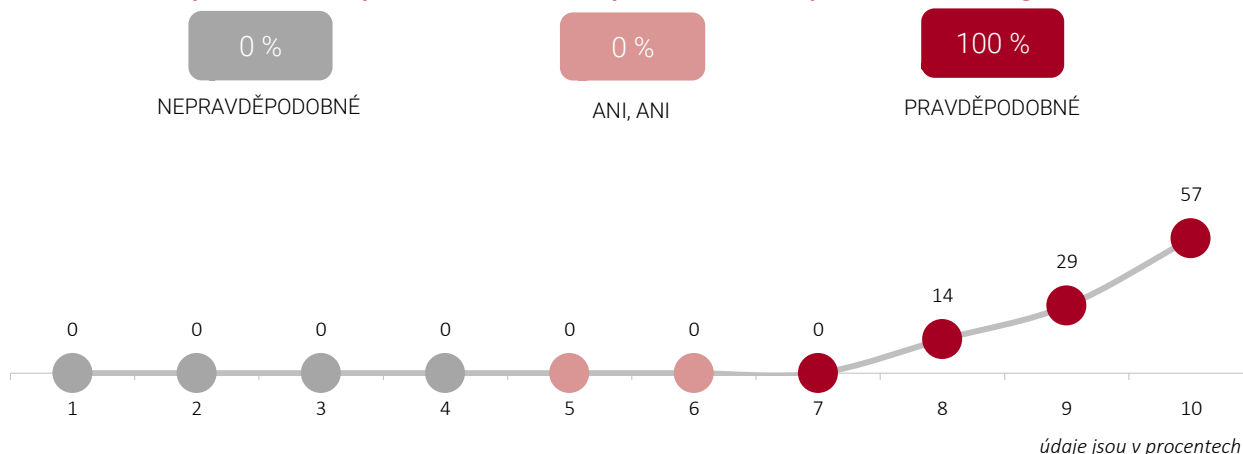 0 %
0 %
100 %
NEPRAVDĚPODOBNÉ
ANI, ANI
PRAVDĚPODOBNÉ
57
29
14
0 0 0 0 0 0 0
1 2 3 4 5 6 7 8 9 10
údaje jsou v procentech